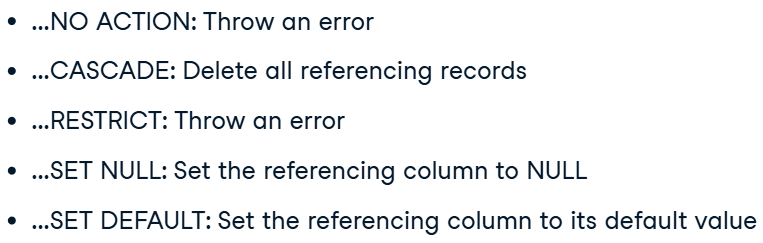 • ...NO ACTION: Throw an error
• ...CASCADE: Delete all referencing records
• ...RESTRICT: Throw an error
• ...SET NULL: Set the referencing column to NULL
• ...SET DEFAULT: Set the referencing column to its default value